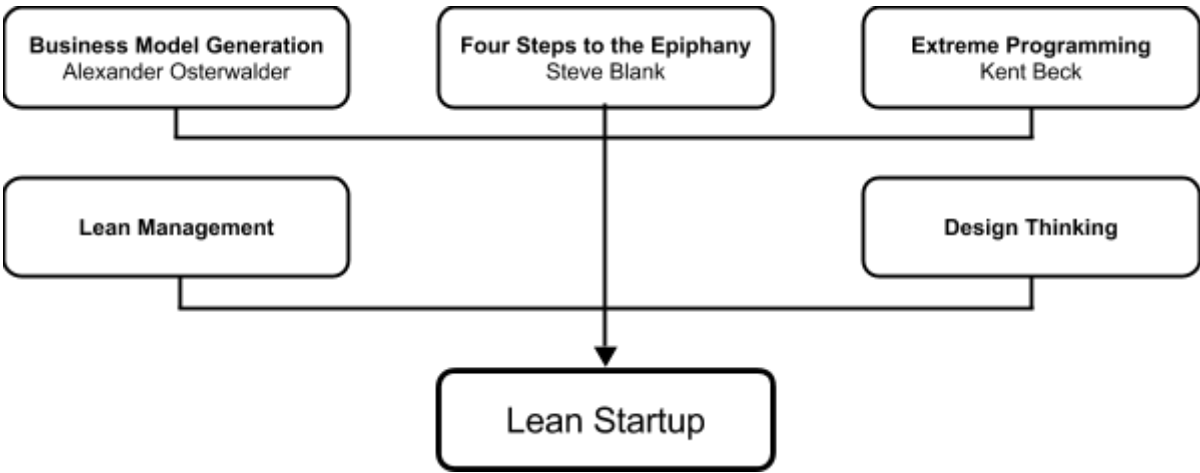 Business Model Generation
Alexander Osterwalder
Four Steps to the Epiphany
Steve Blank
Extreme Programming
Kent Beck
Lean Management
Design Thinking
Lean Startup